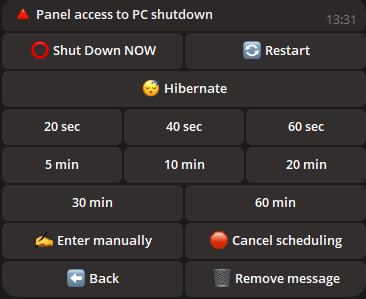 🔺 Panel access to PC shutdown
13:31
⭕ Shut Down NOW
🔄 Restart
😴 Hibernate
20 sec
40 sec
60 sec
5 min
10 min
20 min
30 min
60 min
✍️ Enter manually
🛑 Cancel scheduling
⬅️ Back
🗑️ Remove message